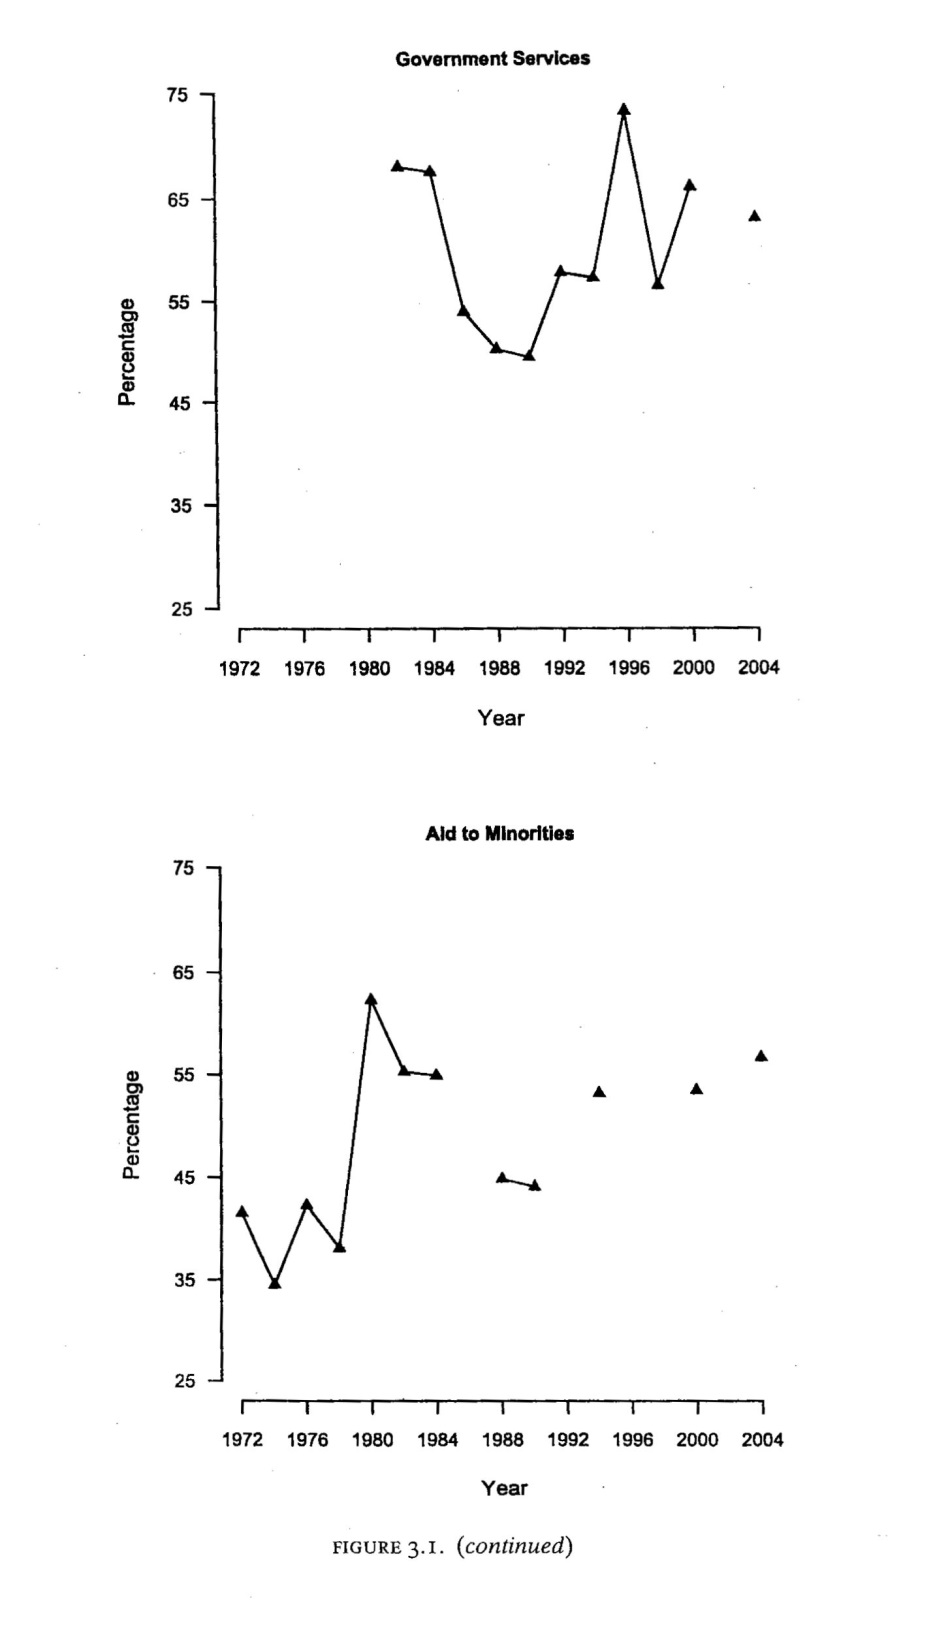 Government Services
75
65
55
45
35
25
Percentage
1972 1976 1980 1984 1988 1992 1996 2000 2004
Year
Aid to Minorities
75
65
55
45
35
25
Percentage
1972 1976 1980 1984 1988 1992 1996 2000 2004
Year
FIGURE 3.1. (continued)